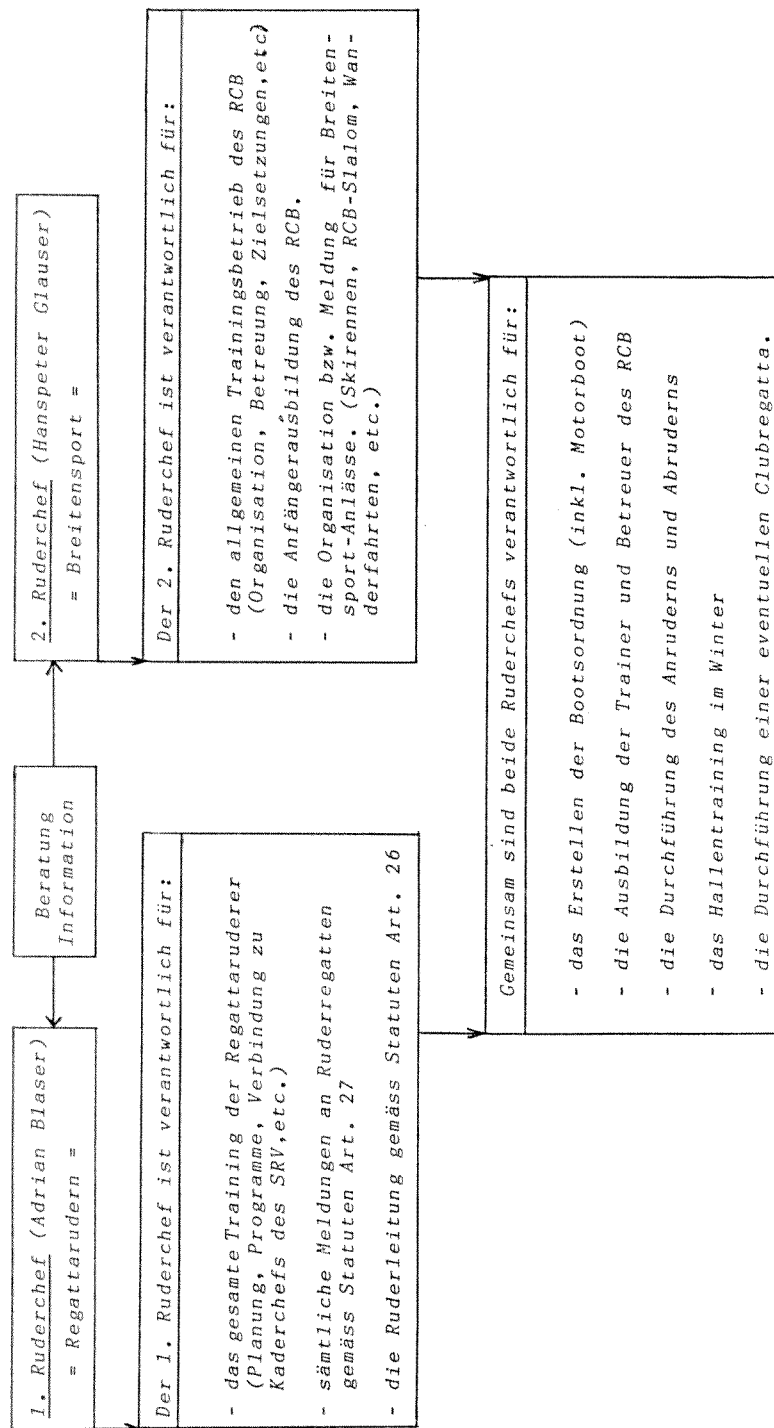 1. Ruderchef (Adrian Blaser)
= Regattarudern =
Beratung
Information
2. Ruderchef (Hanspeter Glauser)
= Breitensport =
Der 1. Ruderchef ist verantwortlich für:
- das gesamte Training der Regattaruderer
(Planung, Programme, Verbindung zu
Kaderchefs des SRV,etc.)
- sämtliche Meldungen an Ruderregatten
gemäss Statuten Art. 27
- die Ruderleitung gemäss Statuten Art. 26
Der 2. Ruderchef ist verantwortlich für:
- den allgemeinen Trainingsbetrieb des RCB
(Organisation, Betreuung, Zielsetzungen,etc)
- die Anfängerausbildung des RCB.
- die Organisation bzw. Meldung für Breiten-
sport-Anlässe. (Skirennen, RCB-Slalom, Wan-
derfahrten, etc.)
Gemeinsam sind beide Ruderchefs verantwortlich für:
- das Erstellen der Bootsordnung (inkl. Motorboot)
- die Ausbildung der Trainer und Betreuer des RCB
- die Durchführung des Anruderns und Abruderns
- das Hallentraining im Winter
- die Durchführung einer eventuellen Clubregatta.